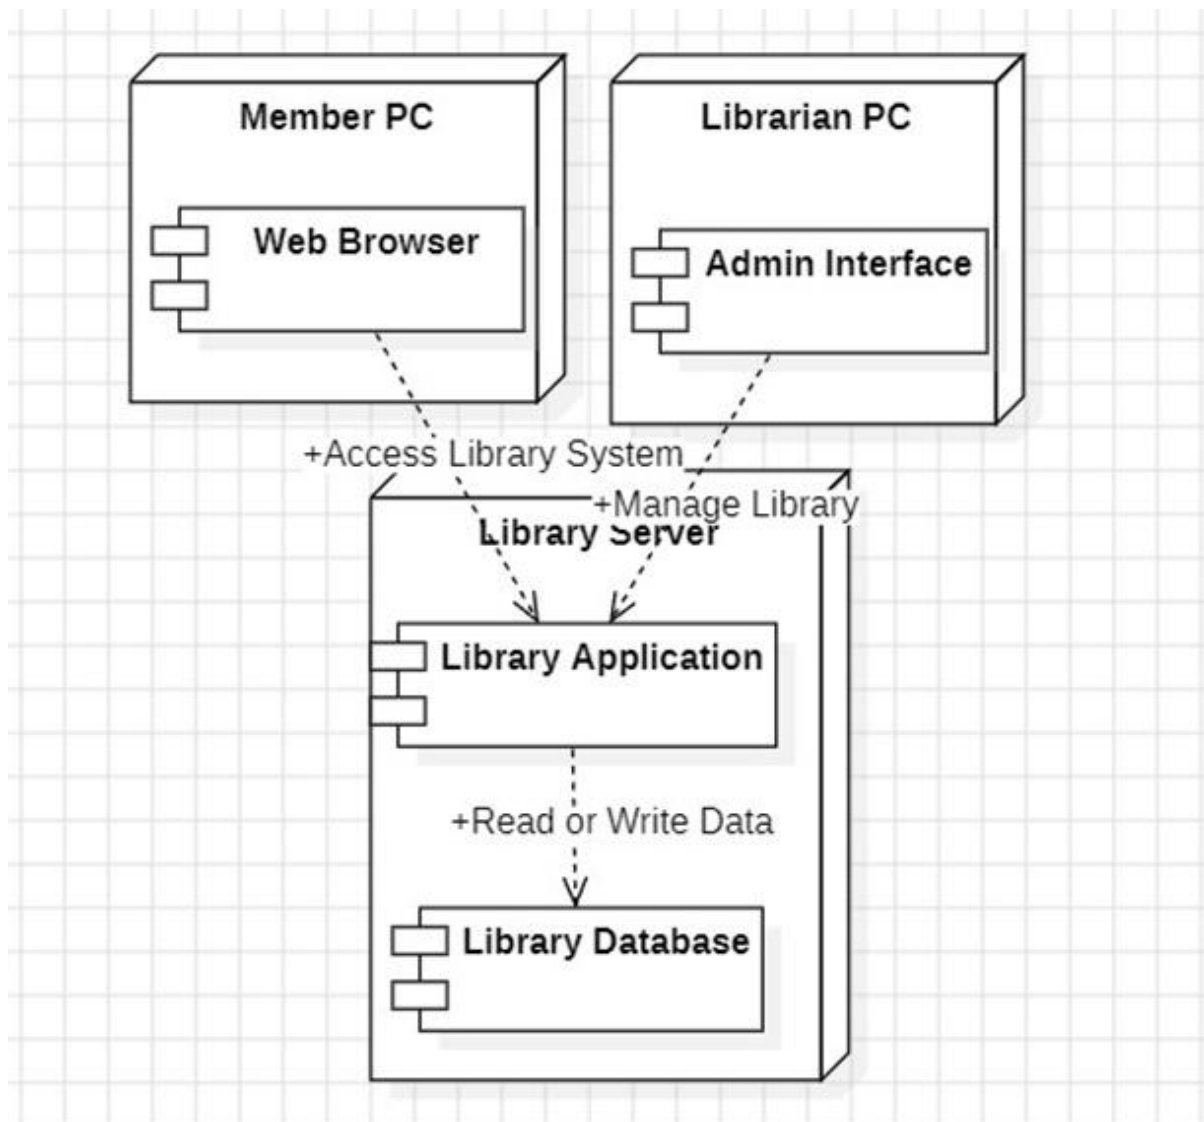 Member PC
Librarian PC
Web Browser
Admin Interface
+Access Library System
+Manage Library
Library Server
Library Application
+Read or Write Data
Library Database